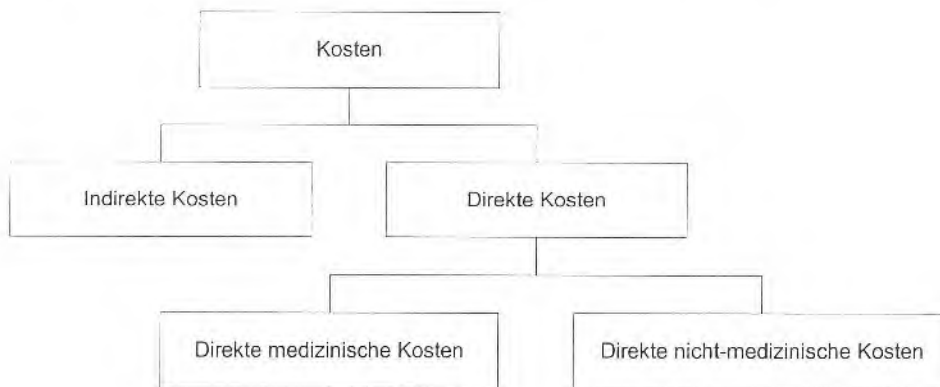 Kosten
Indirekte Kosten
Direkte Kosten
Direkte medizinische Kosten
Direkte nicht-medizinische Kosten